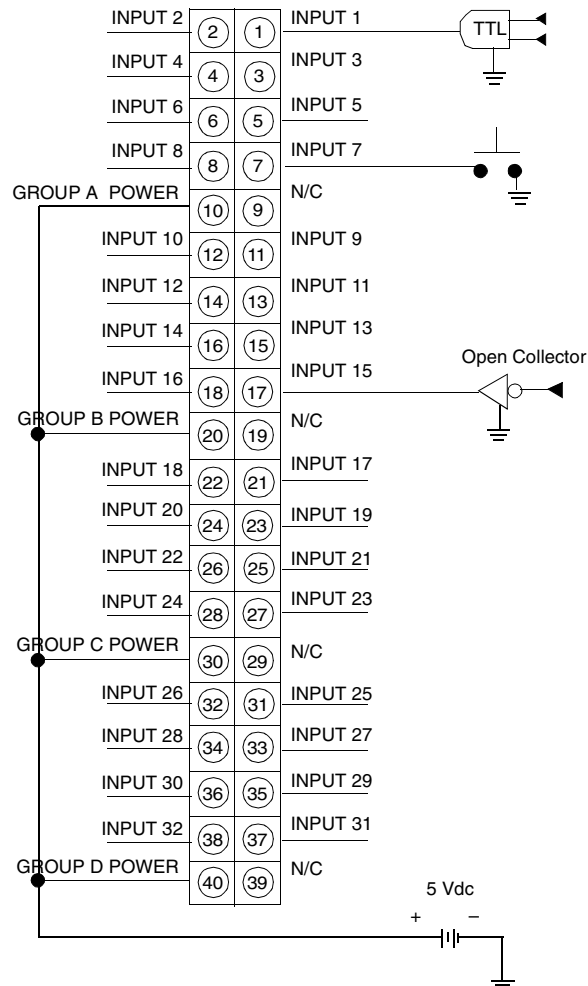 INPUT 2 2 1 INPUT 1 TTL
INPUT 4 4 3 INPUT 3
INPUT 6 6 5 INPUT 5
INPUT 8 8 7 INPUT 7
GROUP A POWER 10 9 N/C
INPUT 10 12 11 INPUT 9
INPUT 12 14 13 INPUT 11
INPUT 14 16 15 INPUT 13
INPUT 16 18 17 INPUT 15 Open Collector
GROUP B POWER 20 19 N/C
INPUT 18 22 21 INPUT 17
INPUT 20 24 23 INPUT 19
INPUT 22 26 25 INPUT 21
INPUT 24 28 27 INPUT 23
GROUP C POWER 30 29 N/C
INPUT 26 32 31 INPUT 25
INPUT 28 34 33 INPUT 27
INPUT 30 36 35 INPUT 29
INPUT 32 38 37 INPUT 31
GROUP D POWER 40 39 N/C
5 Vdc
+ −